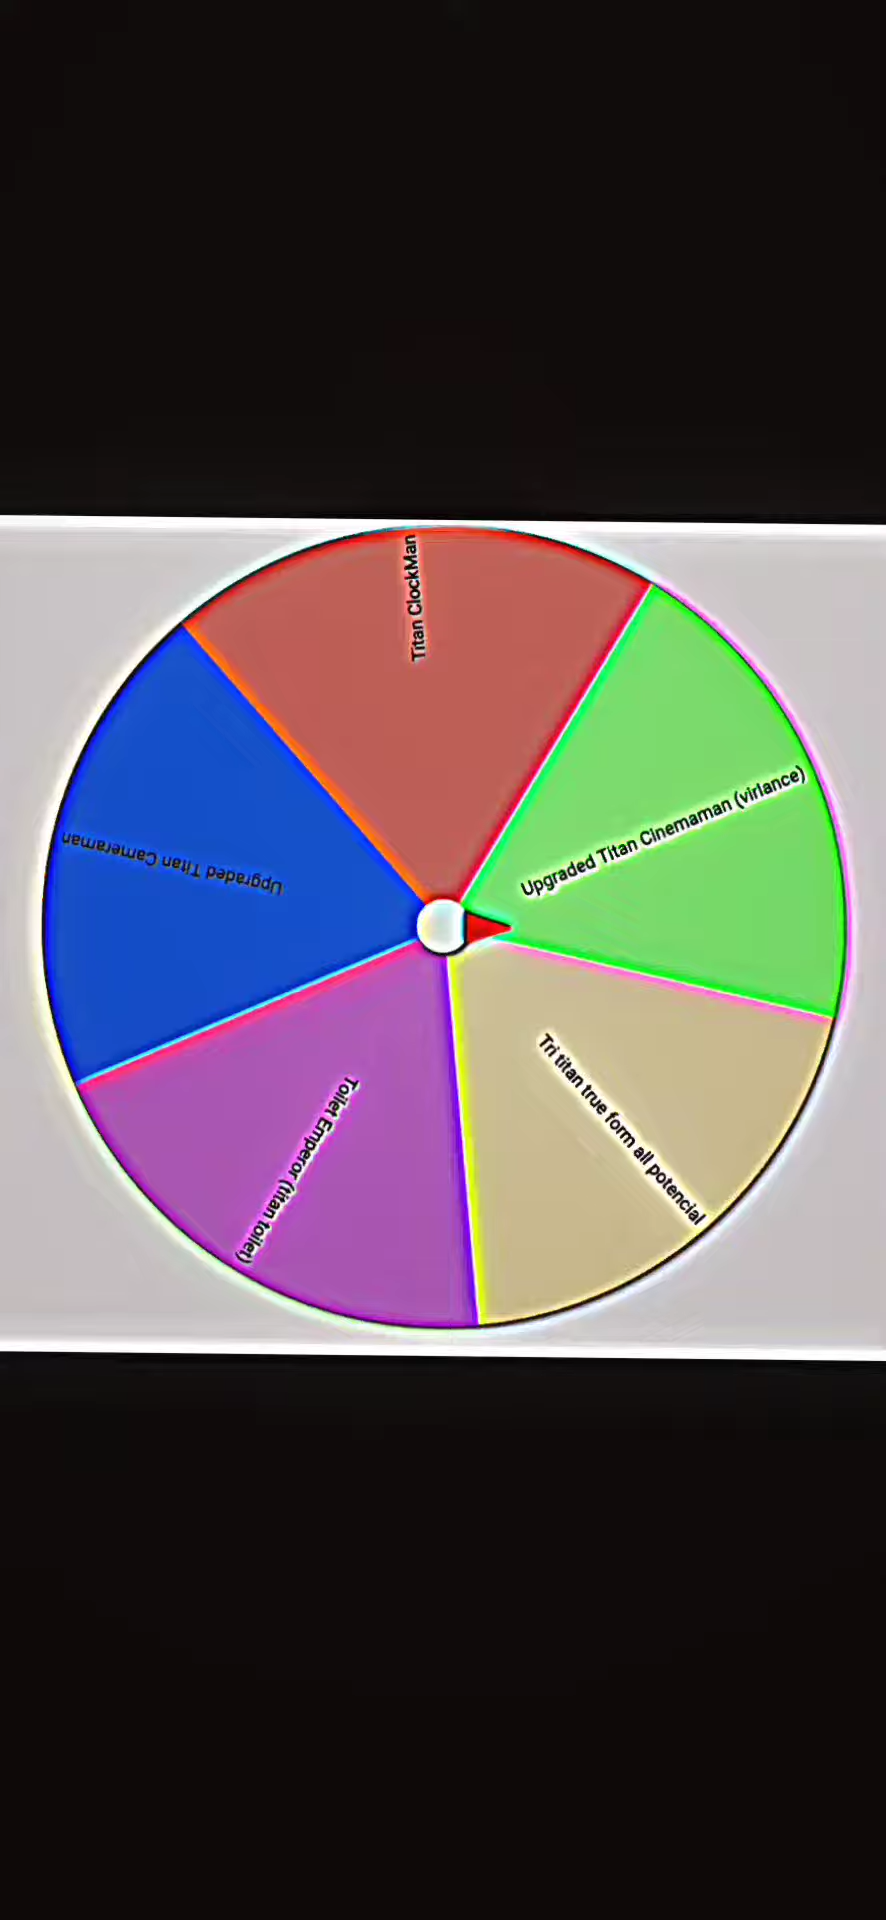 Titan ClockMan
Upgraded Titan Cinemaman (virlance)
Tri titan true form all potencial
Toilet Emperor (titan toilet)
Upgraded Titan Cameraman